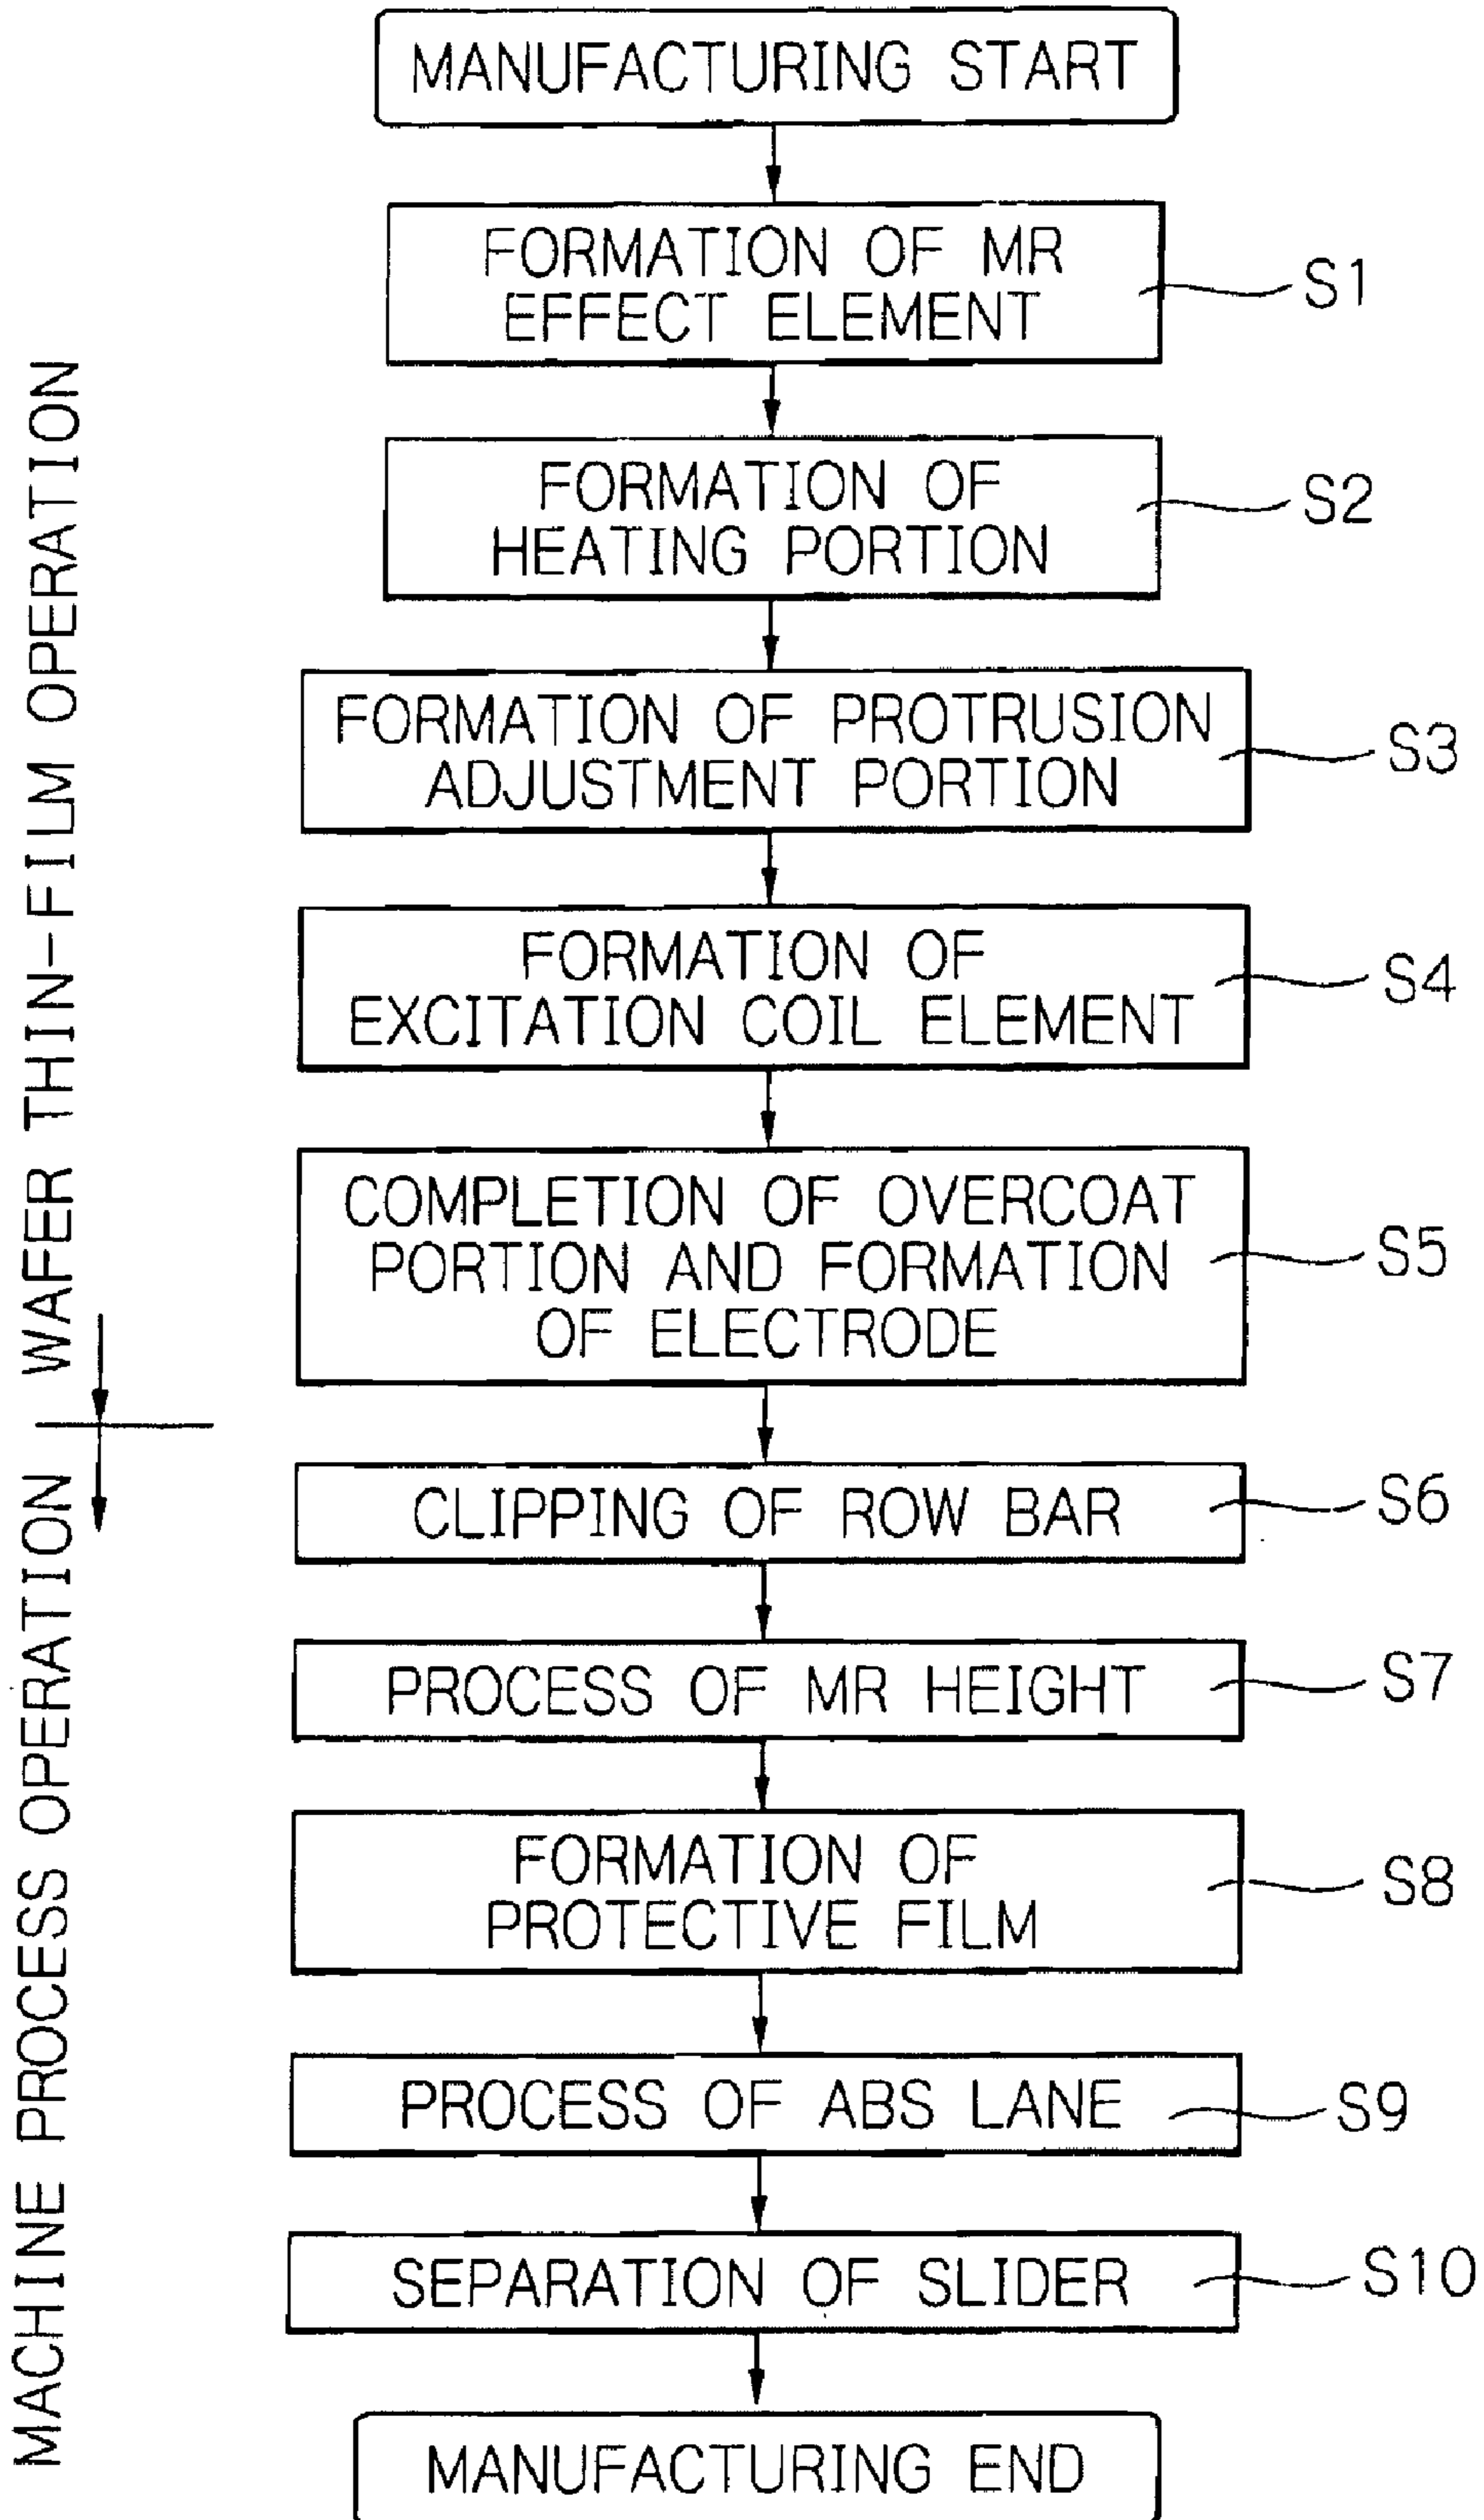 MANUFACTURING START
FORMATION OF MR
EFFECT ELEMENT
S1
FORMATION OF
HEATING PORTION
S2
FORMATION OF PROTRUSION
ADJUSTMENT PORTION
S3
FORMATION OF
EXCITATION COIL ELEMENT
S4
COMPLETION OF OVERCOAT
PORTION AND FORMATION
OF ELECTRODE
S5
WAFER THIN-FILM OPERATION
CLIPPING OF ROW BAR
S6
PROCESS OF MR HEIGHT
S7
FORMATION OF
PROTECTIVE FILM
S8
PROCESS OF ABS LANE
S9
SEPARATION OF SLIDER
S10
MACHINE PROCESS OPERATION
MANUFACTURING END